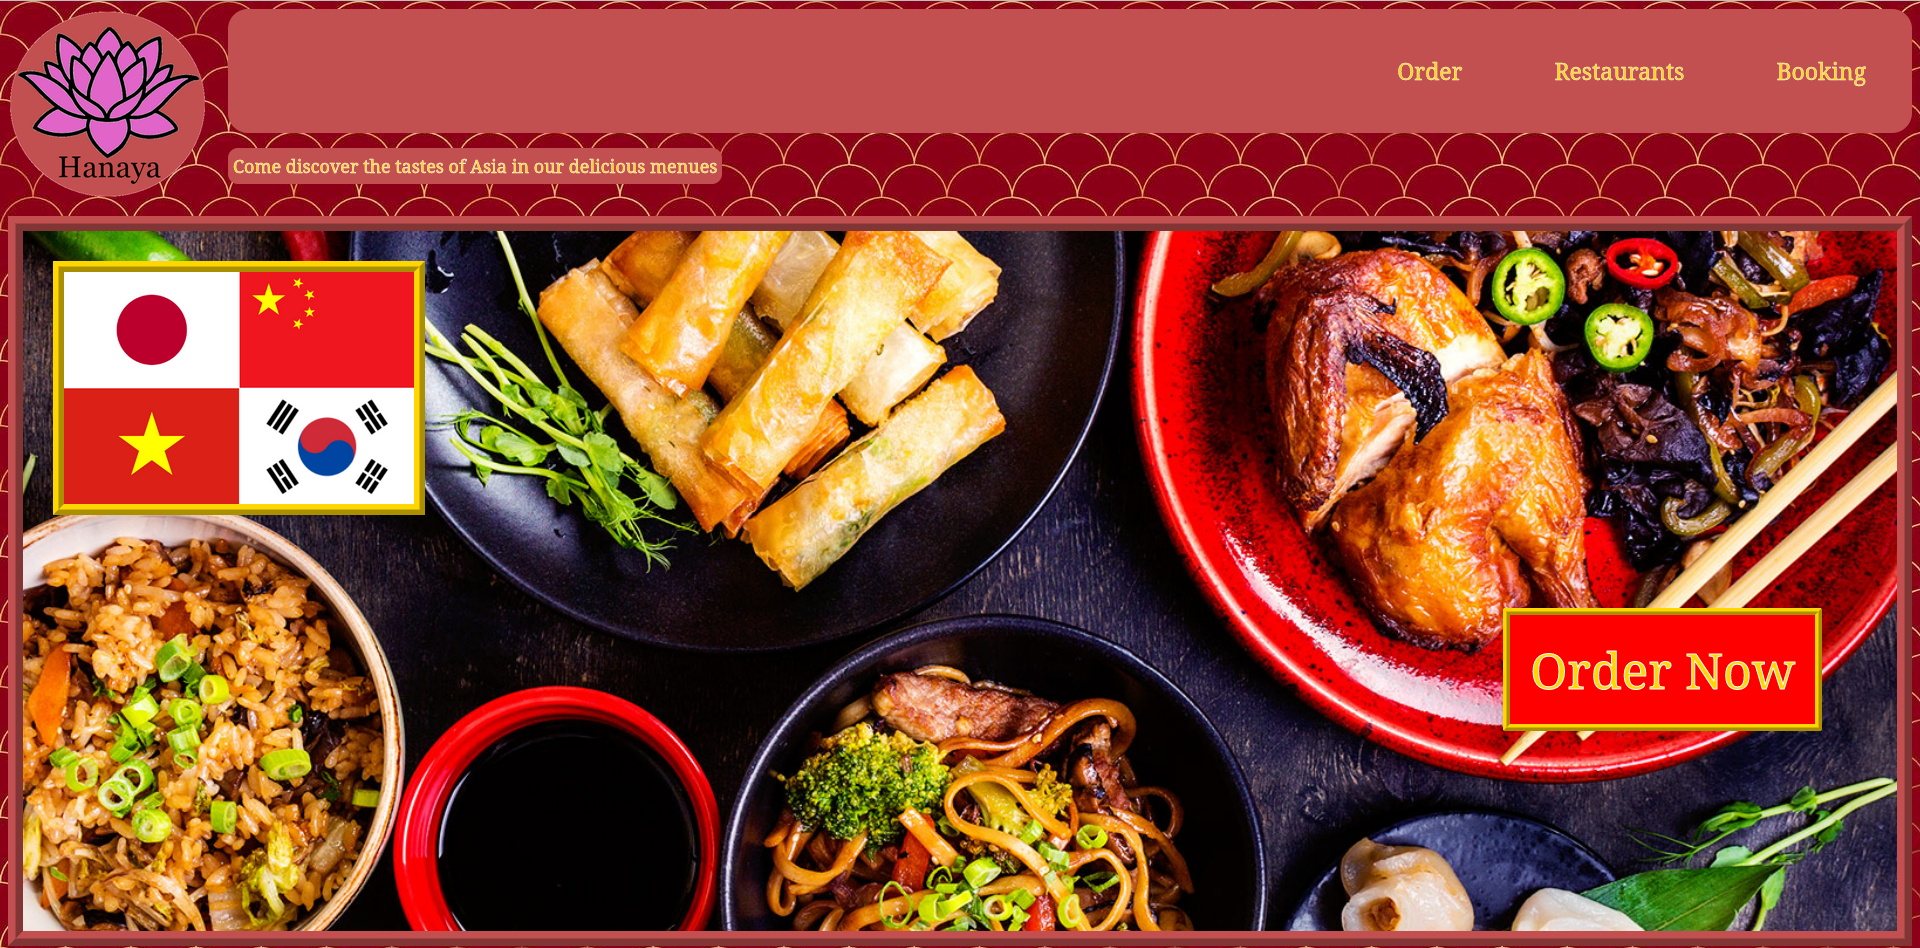 Hanaya
Order
Restaurants
Booking
Come discover the tastes of Asia in our delicious menues
Order Now